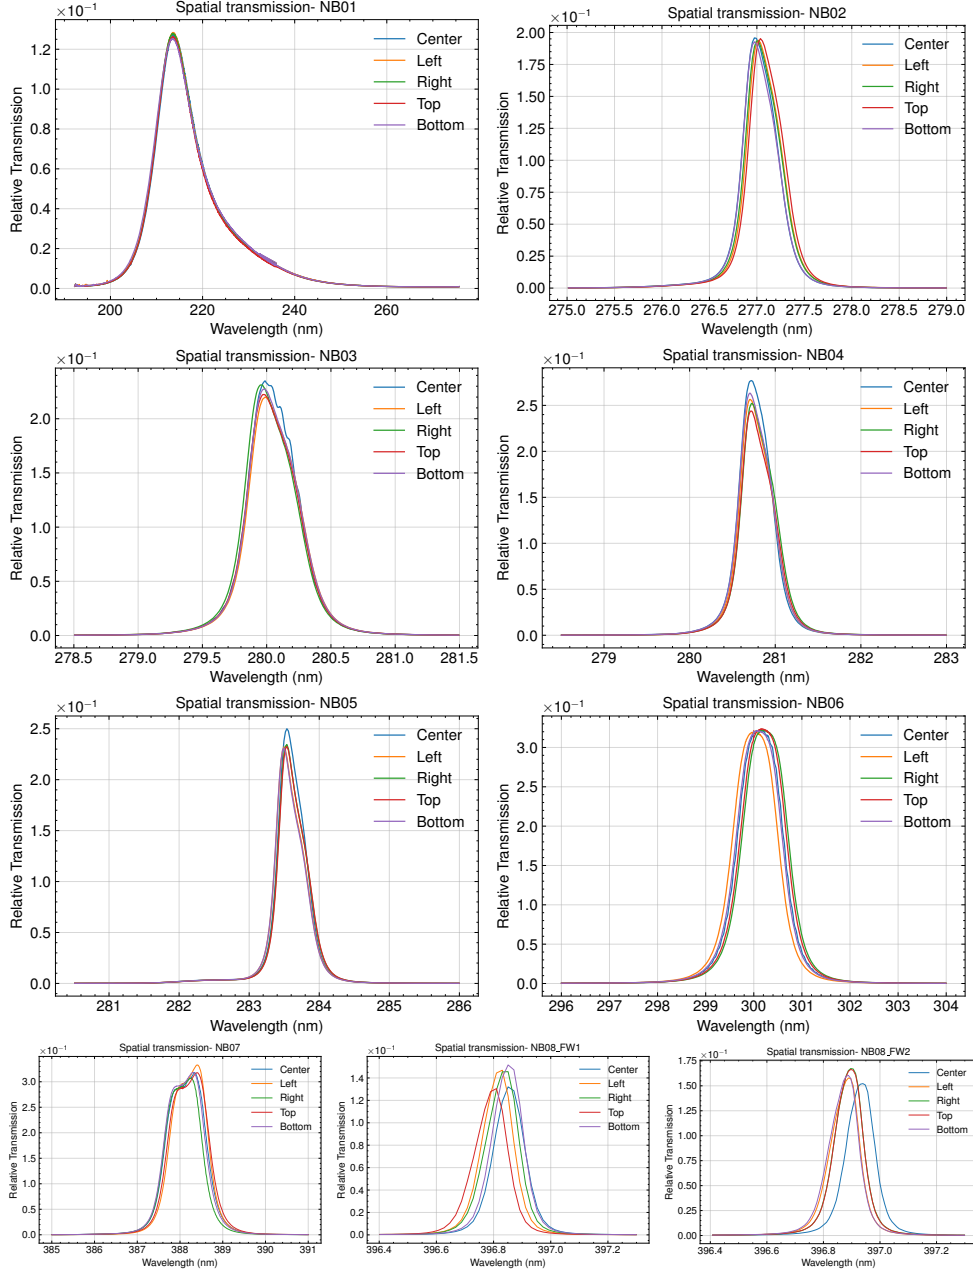 Spatial transmission- NB01
×10−1
1.2
1.0
0.8
0.6
0.4
0.2
0.0
Relative Transmission
Center
Left
Right
Top
Bottom
200 220 240 260
Wavelength (nm)
Spatial transmission- NB02
×10−1
2.00
1.75
1.50
1.25
1.00
0.75
0.50
0.25
0.00
Relative Transmission
Center
Left
Right
Top
Bottom
275.0 275.5 276.0 276.5 277.0 277.5 278.0 278.5 279.0
Wavelength (nm)
Spatial transmission- NB03
×10−1
2.0
1.5
1.0
0.5
0.0
Relative Transmission
Center
Left
Right
Top
Bottom
278.5 279.0 279.5 280.0 280.5 281.0 281.5
Wavelength (nm)
Spatial transmission- NB04
×10−1
2.5
2.0
1.5
1.0
0.5
0.0
Relative Transmission
Center
Left
Right
Top
Bottom
279 280 281 282 283
Wavelength (nm)
Spatial transmission- NB05
×10−1
2.5
2.0
1.5
1.0
0.5
0.0
Relative Transmission
Center
Left
Right
Top
Bottom
281 282 283 284 285 286
Wavelength (nm)
Spatial transmission- NB06
×10−1
3.0
2.5
2.0
1.5
1.0
0.5
0.0
Relative Transmission
Center
Left
Right
Top
Bottom
296 297 298 299 300 301 302 303 304
Wavelength (nm)
Spatial transmission- NB07
×10−1
3.0
2.5
2.0
1.5
1.0
0.5
0.0
Relative Transmission
Center
Left
Right
Top
Bottom
385 386 387 388 389 390 391
Wavelength (nm)
Spatial transmission- NB08_FW1
×10−1
1.4
1.2
1.0
0.8
0.6
0.4
0.2
0.0
Relative Transmission
Center
Left
Right
Top
Bottom
396.4 396.6 396.8 397.0 397.2
Wavelength (nm)
Spatial transmission- NB08_FW2
×10−1
1.75
1.50
1.25
1.00
0.75
0.50
0.25
0.00
Relative Transmission
Center
Left
Right
Top
Bottom
396.4 396.6 396.8 397.0 397.2
Wavelength (nm)